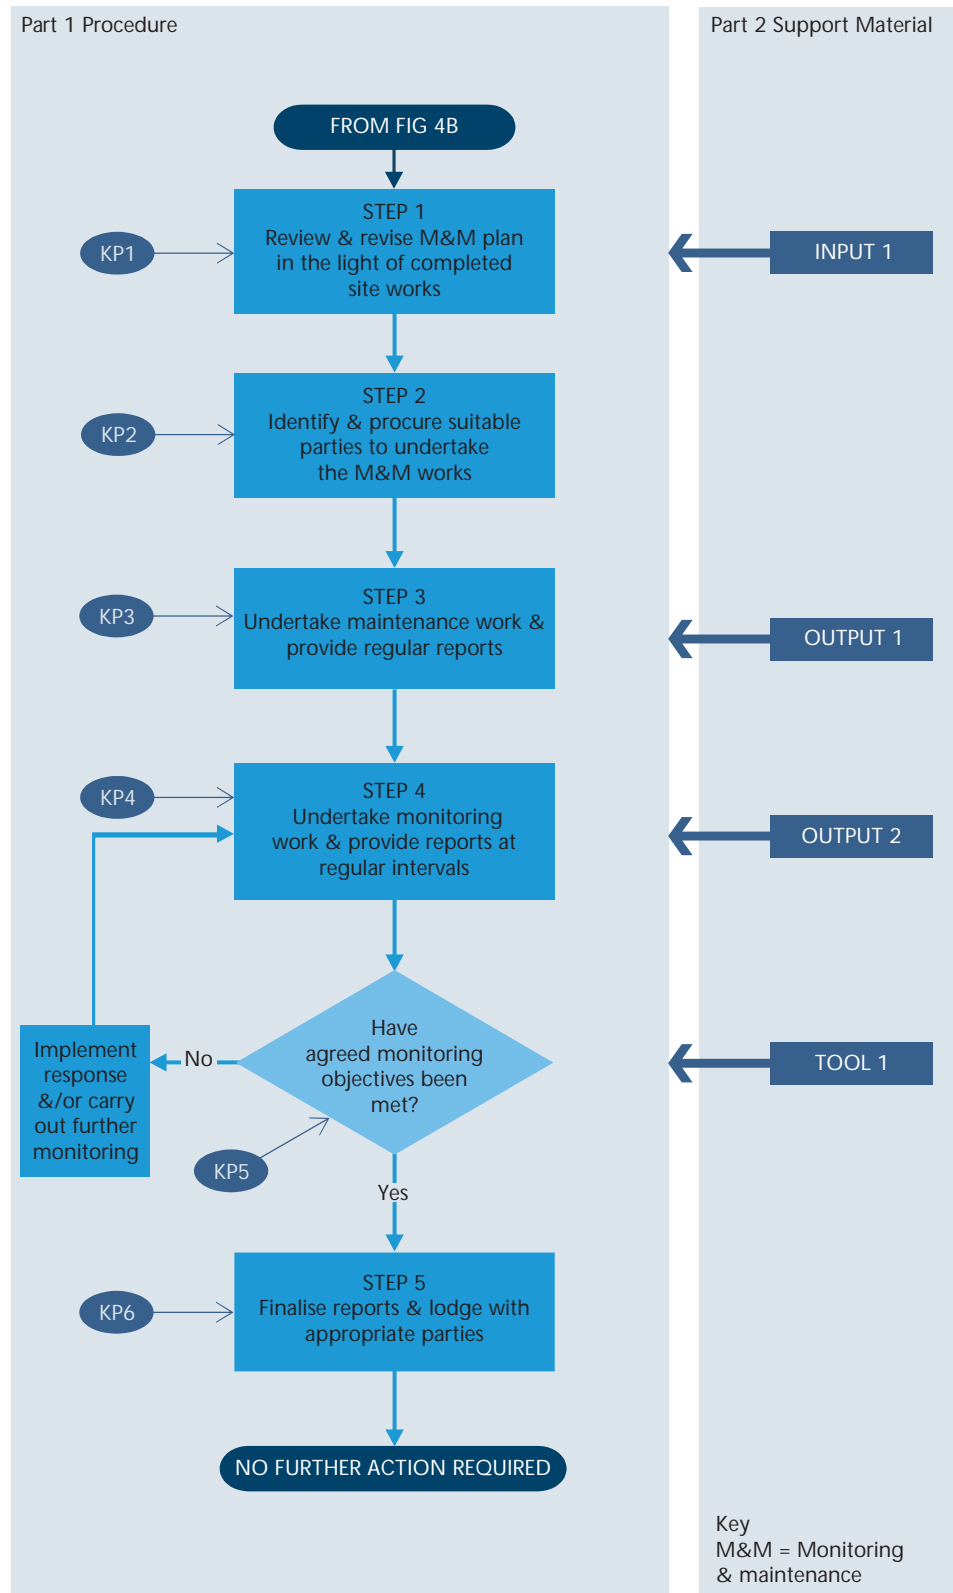 Part 1 Procedure
Part 2 Support Material
FROM FIG 4B
STEP 1
Review & revise M&M plan
in the light of completed
site works
KP1
INPUT 1
STEP 2
Identify & procure suitable
parties to undertake
the M&M works
KP2
STEP 3
Undertake maintenance work &
provide regular reports
KP3
OUTPUT 1
STEP 4
Undertake monitoring
work & provide reports at
regular intervals
KP4
OUTPUT 2
Have
agreed monitoring
objectives been
met?
No
Implement
response
&/or carry
out further
monitoring
TOOL 1
KP5
Yes
STEP 5
Finalise reports & lodge with
appropriate parties
KP6
NO FURTHER ACTION REQUIRED
Key
M&M = Monitoring
& maintenance